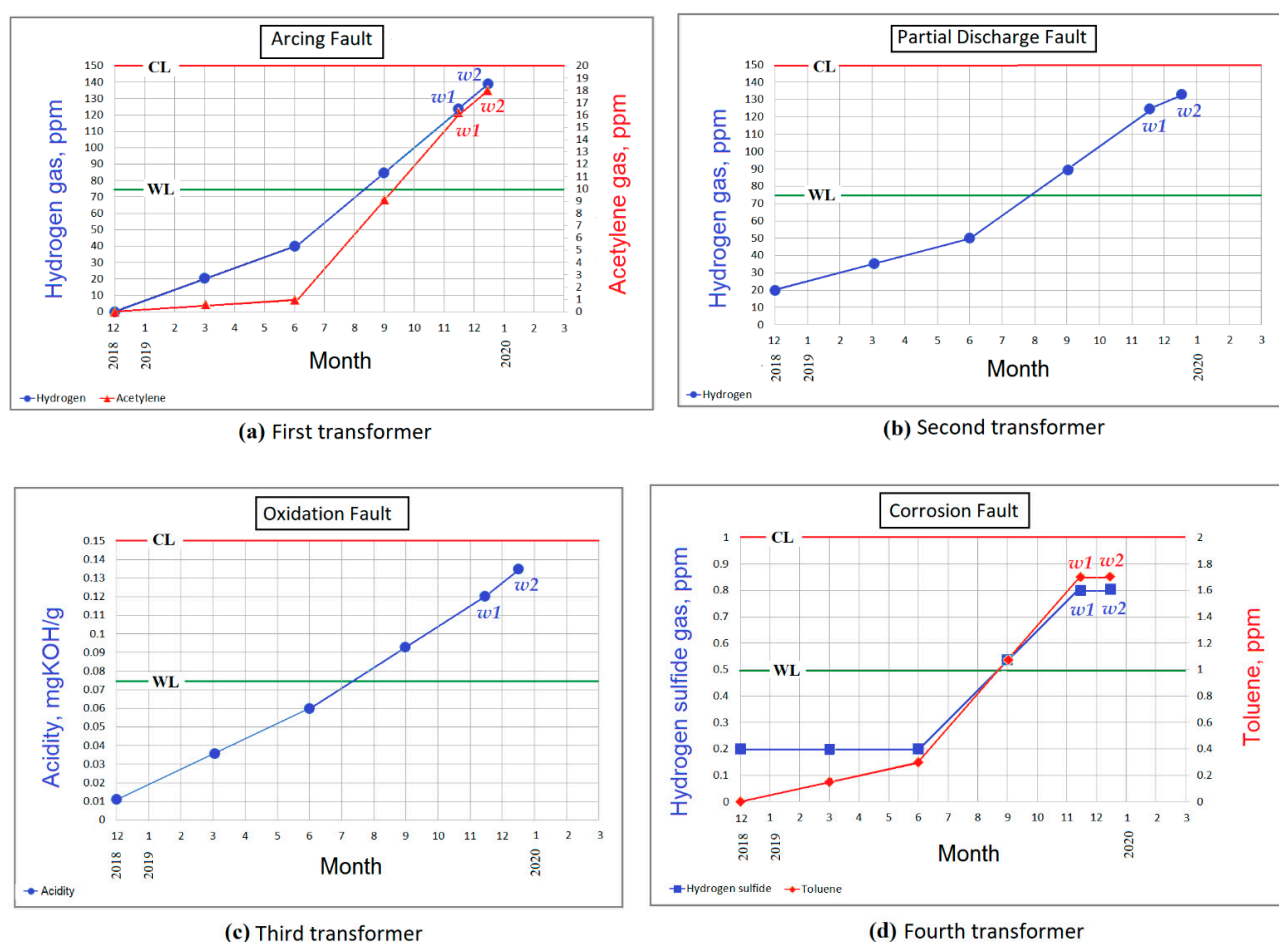 Arcing Fault
CL
WL
w1
w2
w1
w2
Hydrogen gas, ppm
150
140
130
120
110
100
90
80
70
60
50
40
30
20
10
0
Acetylene gas, ppm
20
19
18
17
16
15
14
13
12
11
10
9
8
7
6
5
4
3
2
1
0
12 1 2 3 4 5 6 7 8 9 10 11 12 1 2 3
2018 2019 2020
Month
Hydrogen Acetylene
(a) First transformer
Partial Discharge Fault
CL
WL
w1
w2
Hydrogen gas, ppm
150
140
130
120
110
100
90
80
70
60
50
40
30
20
10
0
12 1 2 3 4 5 6 7 8 9 10 11 12 1 2 3
2018 2019 2020
Month
Hydrogen
(b) Second transformer
Oxidation Fault
CL
WL
w1
w2
Acidity, mgKOH/g
0.15
0.14
0.13
0.12
0.11
0.1
0.09
0.08
0.07
0.06
0.05
0.04
0.03
0.02
0.01
0
12 1 2 3 4 5 6 7 8 9 10 11 12 1 2 3
2018 2019 2020
Month
Acidity
(c) Third transformer
Corrosion Fault
CL
WL
w1 w2
w1 w2
Hydrogen sulfide gas, ppm
1
0.9
0.8
0.7
0.6
0.5
0.4
0.3
0.2
0.1
0
Toluene, ppm
2
1.8
1.6
1.4
1.2
1
0.8
0.6
0.4
0.2
0
12 1 2 3 4 5 6 7 8 9 10 11 12 1 2 3
2018 2019 2020
Month
Hydrogen sulfide Toluene
(d) Fourth transformer